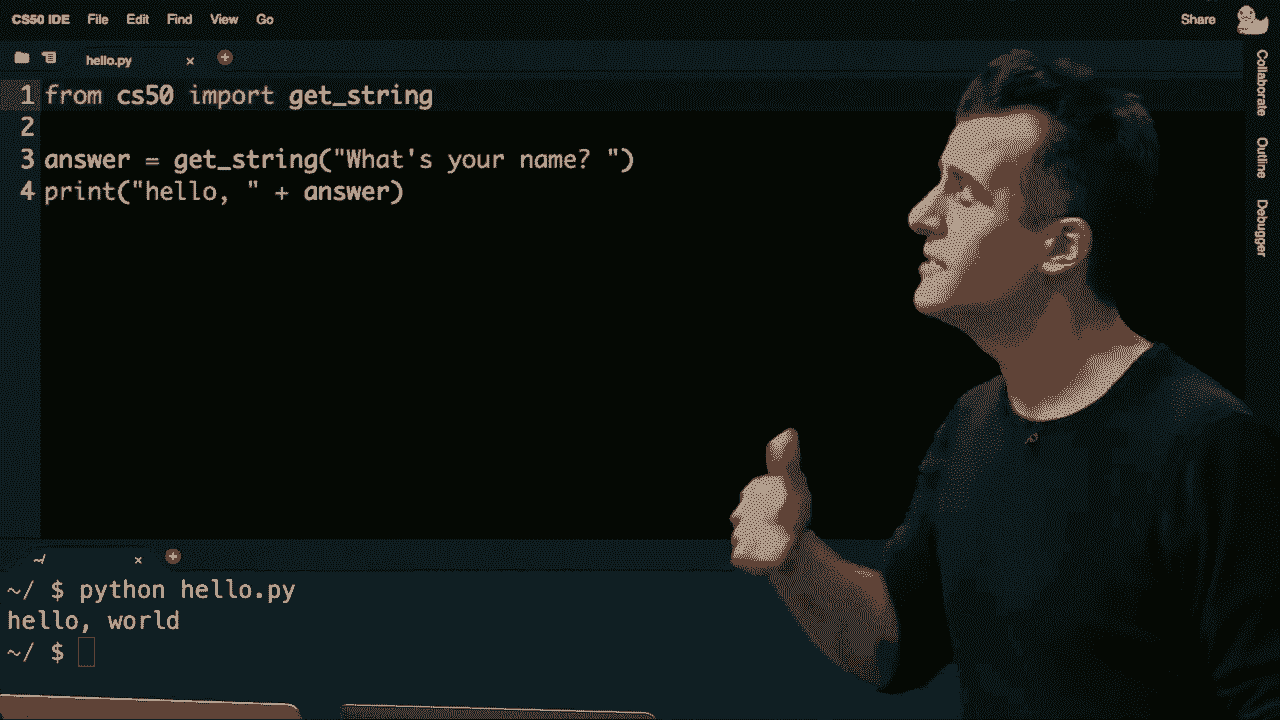 CS50 IDE File Edit Find View Go Share
hello.py × +
1 from cs50 import get_string
2
3 answer = get_string("What's your name? ")
4 print("hello, " + answer)
Collaborate
Outline
Debugger
~/ × +
~/ $ python hello.py
hello, world
~/ $